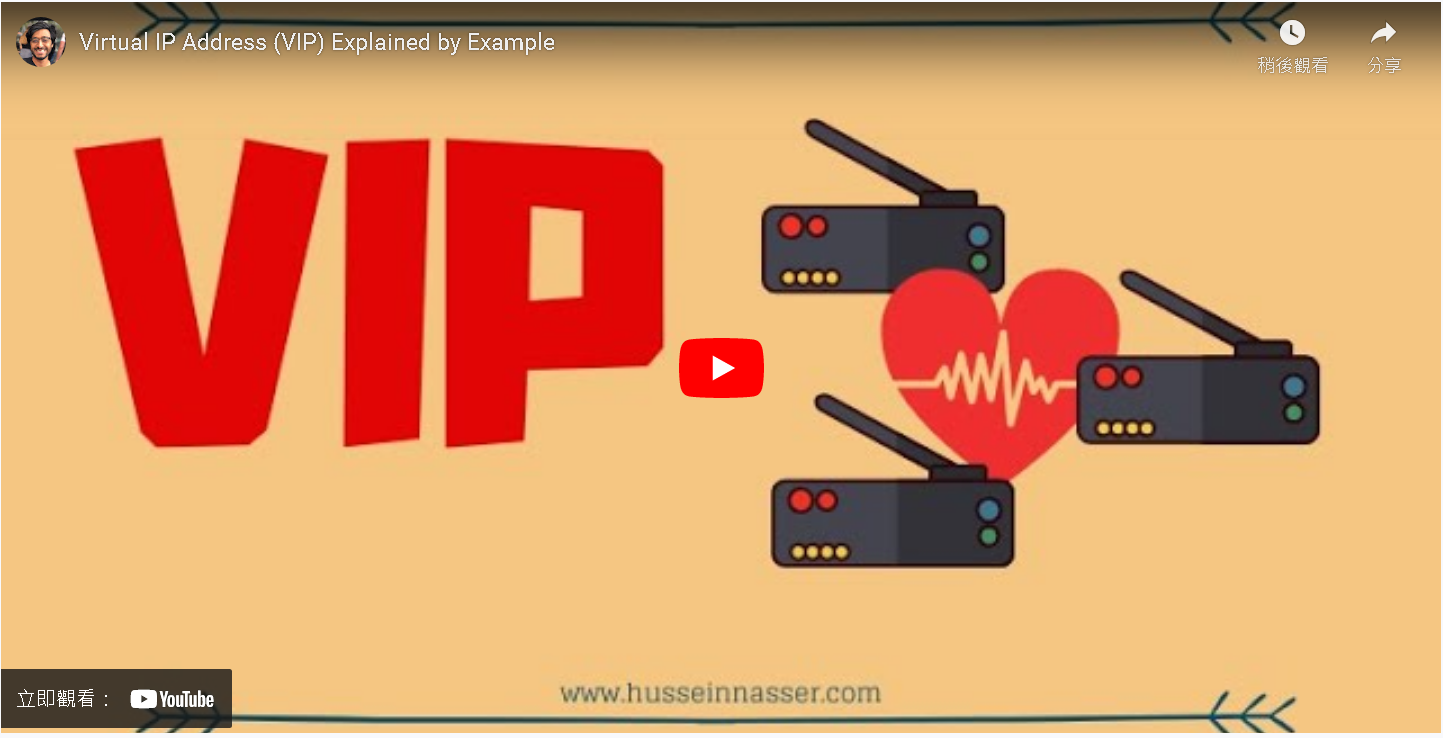 Virtual IP Address (VIP) Explained by Example
稍後觀看
分享
VIP
立即觀看：
YouTube
www.husseinnasser.com